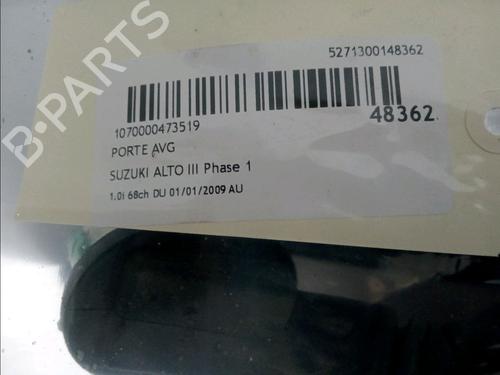 B-PARTS
5271300148362
1070000473519
48362
PORTE AVG
SUZUKI ALTO III Phase 1
1.0i 68ch DU 01/01/2009 AU